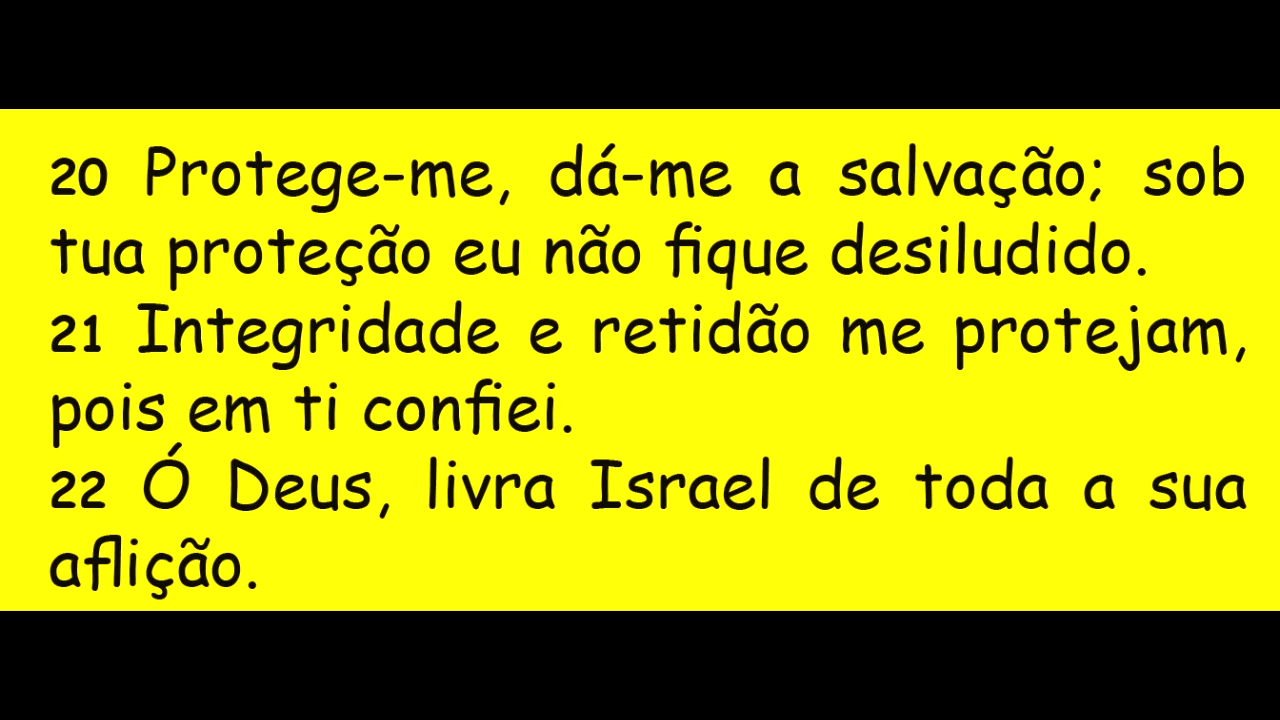 20 Protege-me, dá-me a salvação; sob
tua proteção eu não fique desiludido.
21 Integridade e retidão me protejam,
pois em ti confiei.
22 Ó Deus, livra Israel de toda a sua
aflição.